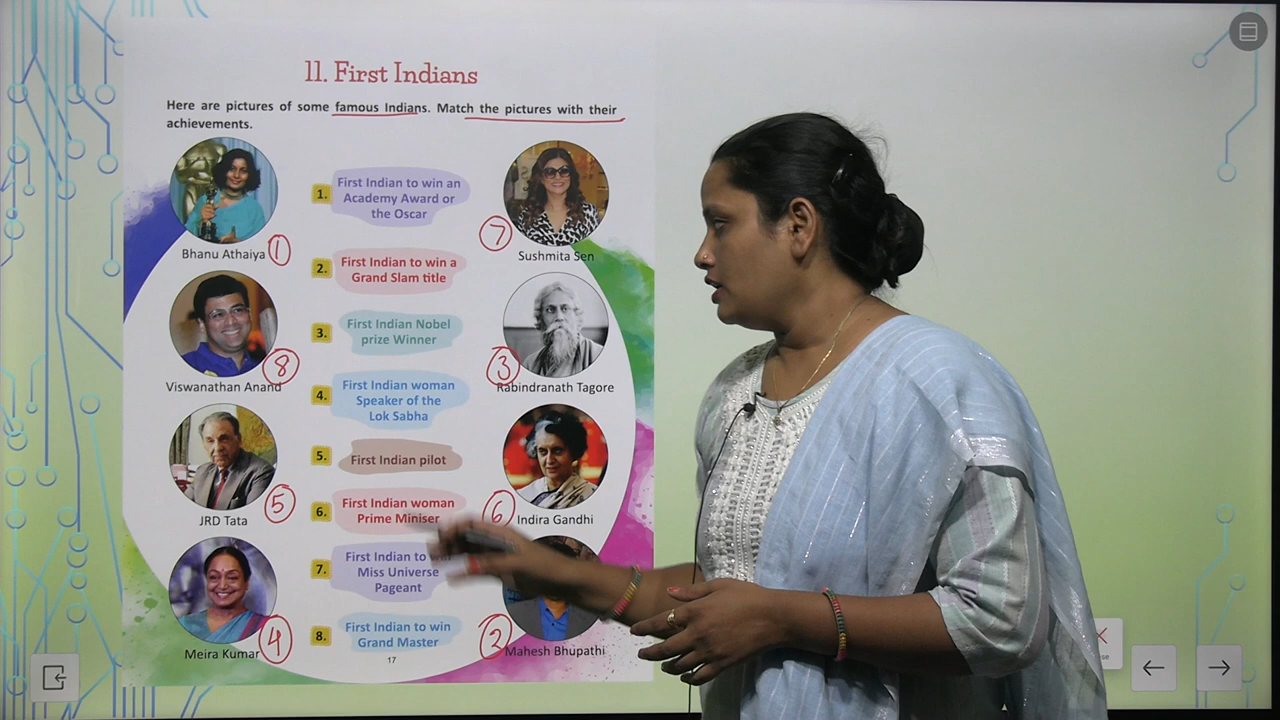 11. First Indians
Here are pictures of some famous Indians. Match the pictures with their
achievements.
Bhanu Athaiya
1
Viswanathan Anand
8
JRD Tata
5
Meira Kumar
4
1.
First Indian to win an
Academy Award or
the Oscar
2.
First Indian to win a
Grand Slam title
3.
First Indian Nobel
prize Winner
4.
First Indian woman
Speaker of the
Lok Sabha
5.
First Indian pilot
6.
First Indian woman
Prime Miniser
7.
First Indian to
Miss Universe
Pageant
8.
First Indian to win
Grand Master
17
7
Sushmita Sen
3
Rabindranath Tagore
6
Indira Gandhi
2
Mahesh Bhupathi